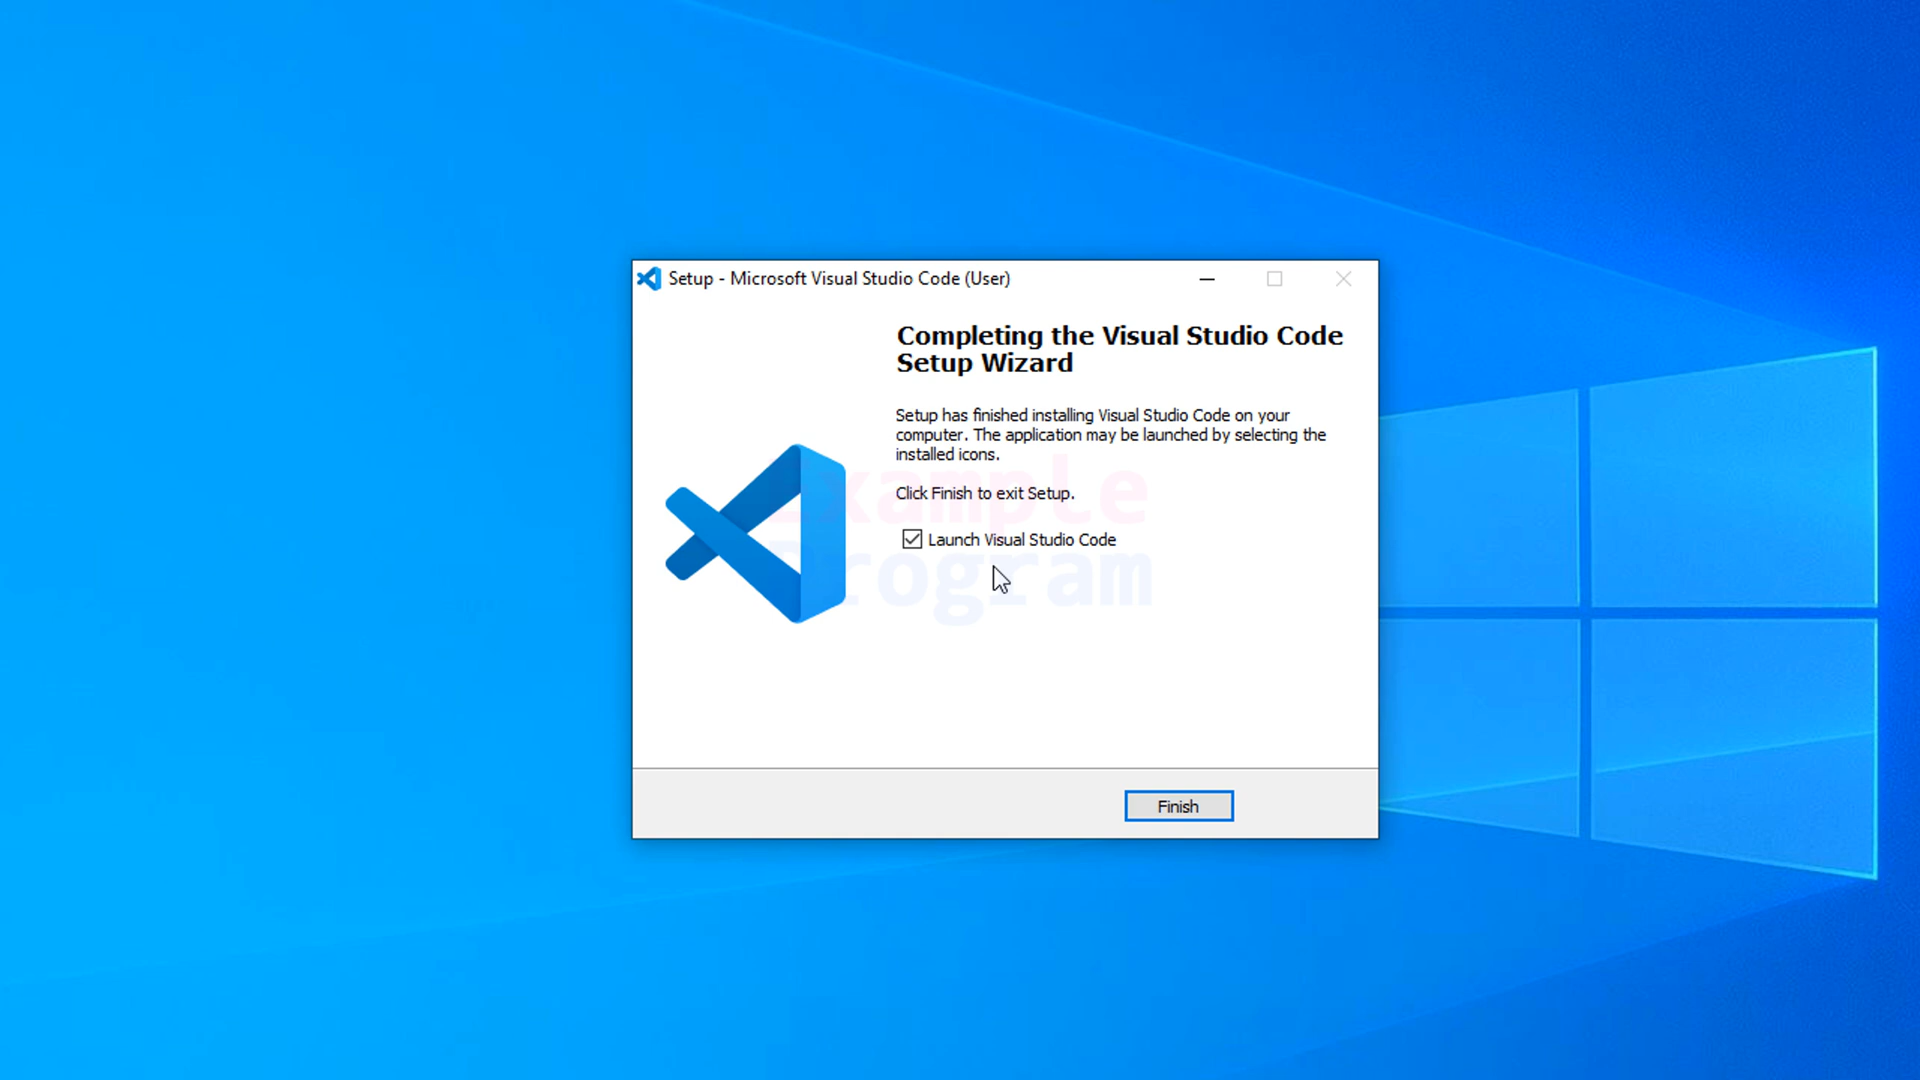 Setup - Microsoft Visual Studio Code (User)
Completing the Visual Studio Code
Setup Wizard
Setup has finished installing Visual Studio Code on your
computer. The application may be launched by selecting the
installed icons.
Example
Click Finish to exit Setup.
Launch Visual Studio Code
Program
Finish